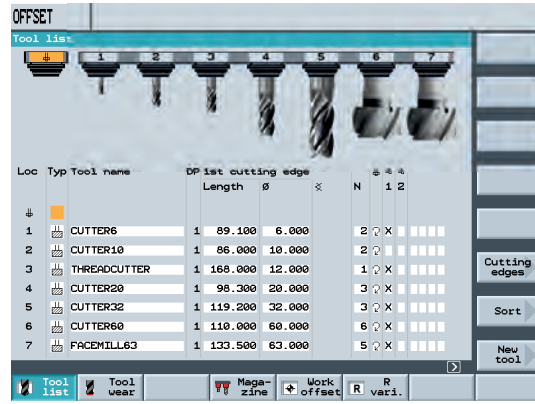 OFFSET
Tool list
1 2 3 4 5 6 7
Loc Typ Tool name DP 1st cutting edge
Length ø N 1 2
1 CUTTER6 1 89.100 6.000 2 X
2 CUTTER10 1 86.000 10.000 2
3 THREADCUTTER 1 168.000 12.000 1 X
4 CUTTER20 1 98.300 20.000 3 X
5 CUTTER32 1 119.200 32.000 3 X
6 CUTTER60 1 110.000 60.000 6 X
7 FACEMILL63 1 133.500 63.000 5 X
Cutting
edges
Sort
New
tool
Tool
list
Tool
wear
Maga-
zine
Work
offset
R R
vari.